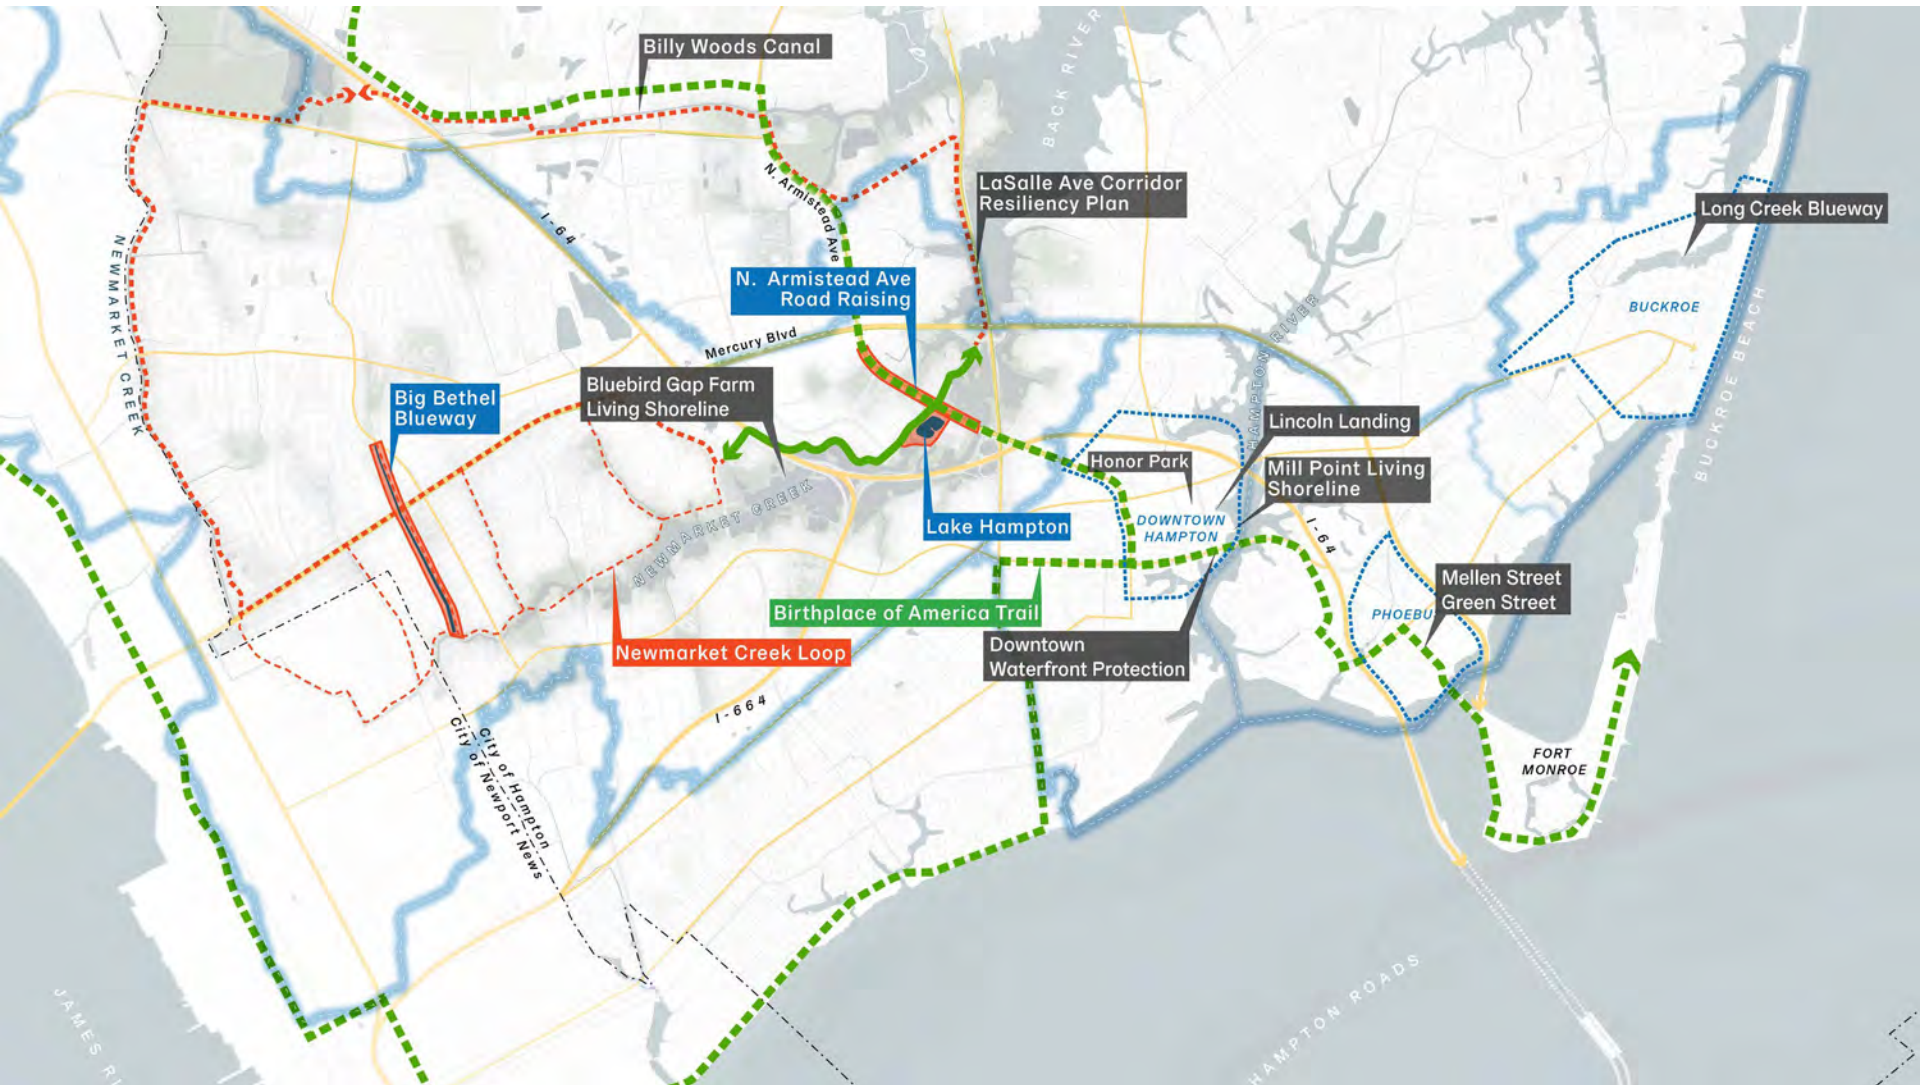 Billy Woods Canal
BACK RIVER
N. Armistead Ave
LaSalle Ave Corridor
Resiliency Plan
Long Creek Blueway
I-64
NEWMARKET CREEK
N. Armistead Ave
Road Raising
BUCKROE
Mercury Blvd
HAMPTON RIVER
BUCKROE BEACH
Bluebird Gap Farm
Living Shoreline
Big Bethel
Blueway
Lincoln Landing
Honor Park
Mill Point Living
Shoreline
NEWMARKET CREEK
Lake Hampton
DOWNTOWN
HAMPTON
I-64
Mellen Street
Green Street
Birthplace of America Trail
PHOEBU
Newmarket Creek Loop
Downtown
Waterfront Protection
I-664
City of Hampton
City of Newport News
FORT
MONROE
JAMES RI
HAMPTON ROADS